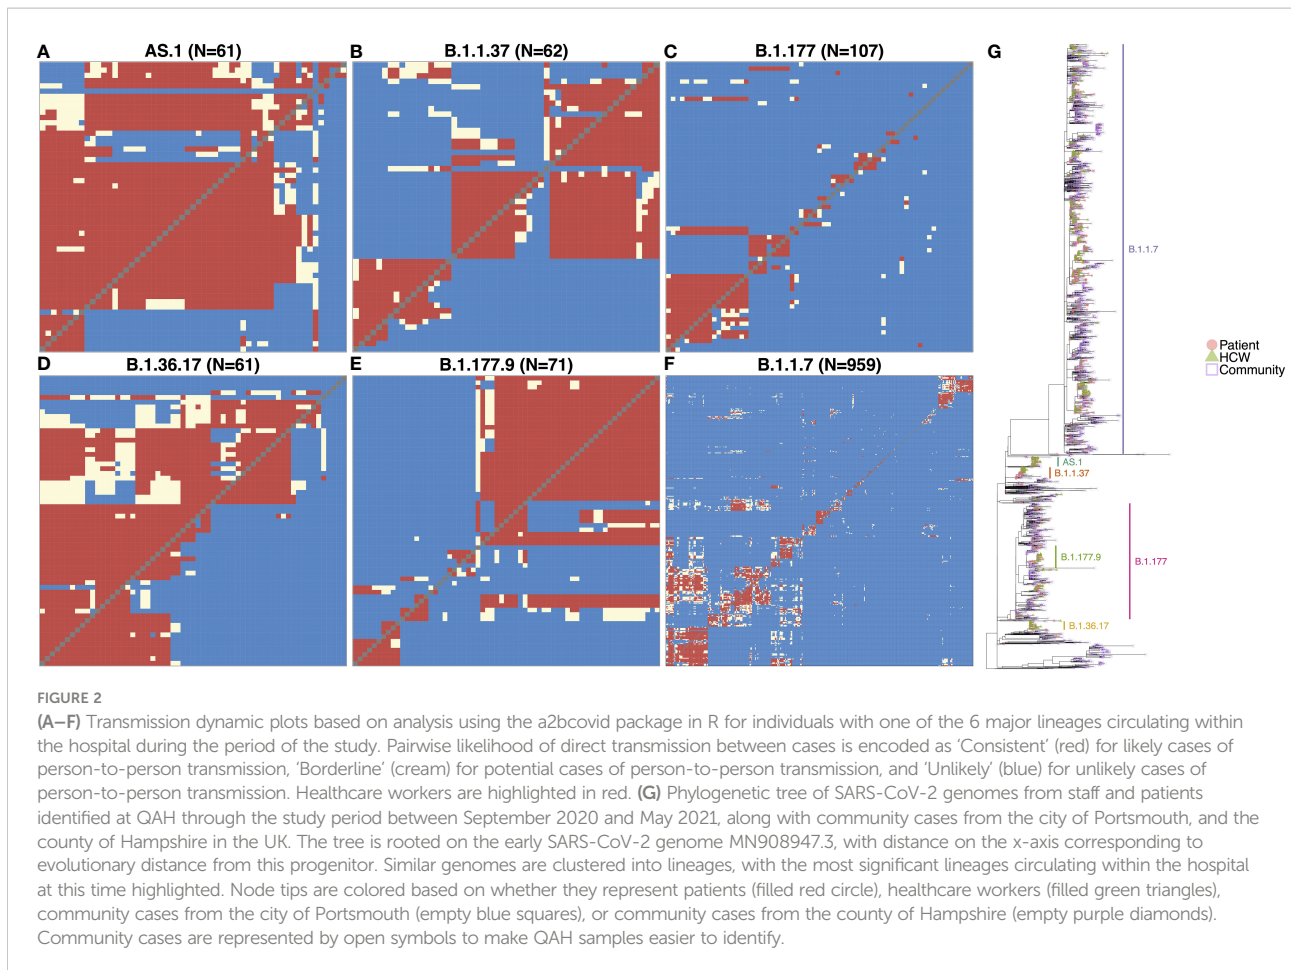 A
AS.1 (N=61)
B
B.1.1.37 (N=62)
C
B.1.177 (N=107)
G
D
B.1.36.17 (N=61)
E
B.1.177.9 (N=71)
F
B.1.1.7 (N=959)
B.1.1.7
Patient
HCW
Community
AS.1
B.1.1.37
B.1.177.9
B.1.177
B.1.36.17
FIGURE 2
(A–F) Transmission dynamic plots based on analysis using the a2bcovid package in R for individuals with one of the 6 major lineages circulating within
the hospital during the period of the study. Pairwise likelihood of direct transmission between cases is encoded as ‘Consistent’ (red) for likely cases of
person-to-person transmission, ‘Borderline’ (cream) for potential cases of person-to-person transmission, and ‘Unlikely’ (blue) for unlikely cases of
person-to-person transmission. Healthcare workers are highlighted in red. (G) Phylogenetic tree of SARS-CoV-2 genomes from staff and patients
identified at QAH through the study period between September 2020 and May 2021, along with community cases from the city of Portsmouth, and the
county of Hampshire in the UK. The tree is rooted on the early SARS-CoV-2 genome MN908947.3, with distance on the x-axis corresponding to
evolutionary distance from this progenitor. Similar genomes are clustered into lineages, with the most significant lineages circulating within the hospital
at this time highlighted. Node tips are colored based on whether they represent patients (filled red circle), healthcare workers (filled green triangles),
community cases from the city of Portsmouth (empty blue squares), or community cases from the county of Hampshire (empty purple diamonds).
Community cases are represented by open symbols to make QAH samples easier to identify.